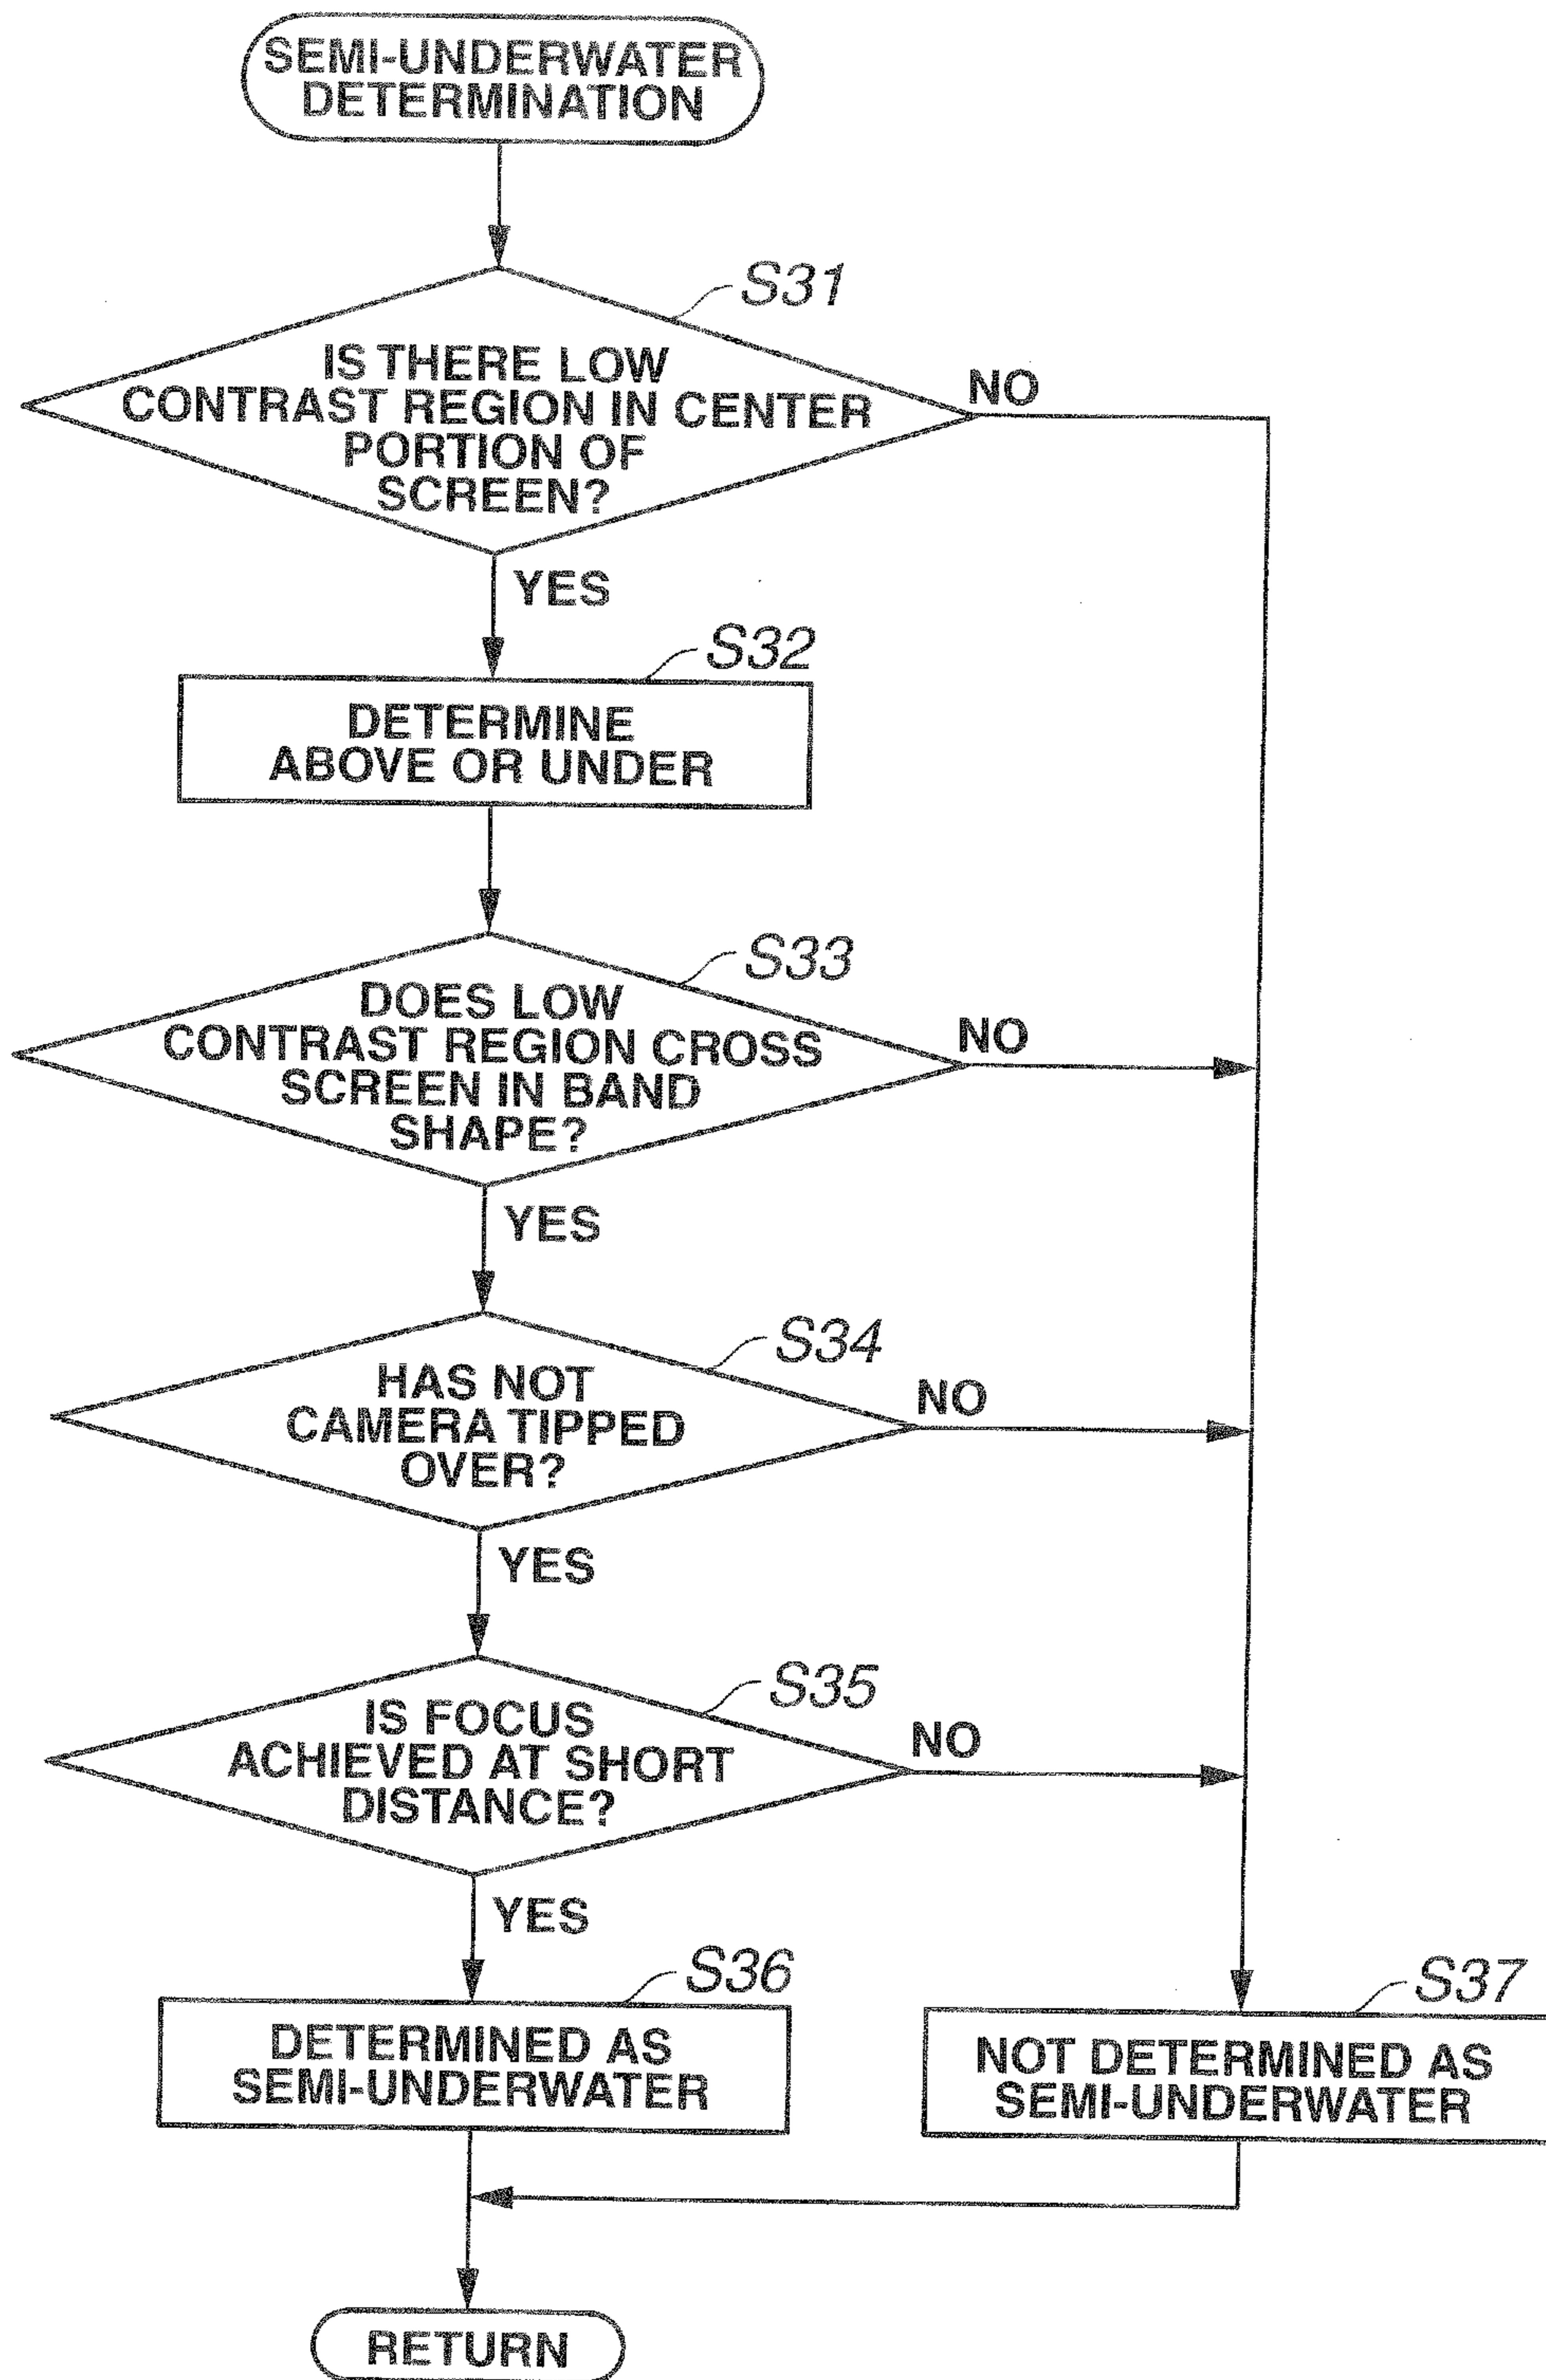 SEMI-UNDERWATER
DETERMINATION
S31
IS THERE LOW
CONTRAST REGION IN CENTER
PORTION OF
SCREEN?
NO
YES
S32
DETERMINE
ABOVE OR UNDER
S33
DOES LOW
CONTRAST REGION CROSS
SCREEN IN BAND
SHAPE?
NO
YES
S34
HAS NOT
CAMERA TIPPED
OVER?
NO
YES
S35
IS FOCUS
ACHIEVED AT SHORT
DISTANCE?
NO
YES
S36
DETERMINED AS
SEMI-UNDERWATER
S37
NOT DETERMINED AS
SEMI-UNDERWATER
RETURN